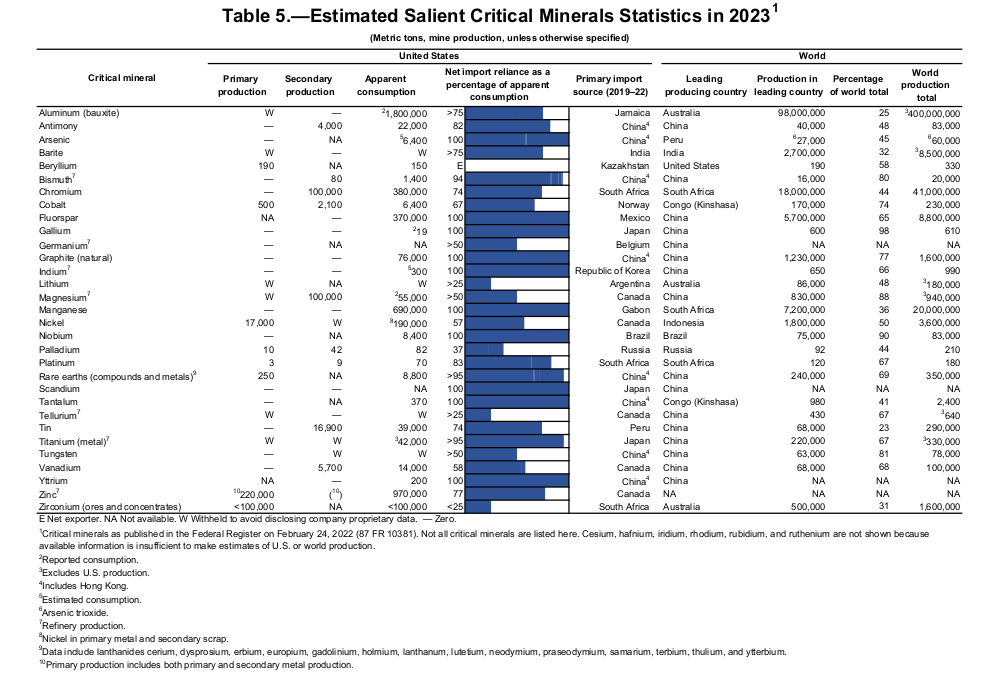 Table 5.—Estimated Salient Critical Minerals Statistics in 2023¹
(Metric tons, mine production, unless otherwise specified)
United States World
Critical mineral Primary production Secondary production Apparent consumption Net import reliance as a percentage of apparent consumption Primary import source (2019–22) Leading producing country Production in leading country Percentage of world total World production total
Aluminum (bauxite) W — ²1,800,000 >75 Jamaica Australia 98,000,000 25 ³400,000,000
Antimony — 4,000 22,000 82 China⁴ China 40,000 48 83,000
Arsenic — NA ⁵6,400 100 China⁴ Peru ⁶27,000 45 ⁶60,000
Barite W — W >75 India India 2,700,000 32 ³8,500,000
Beryllium 190 NA 150 E Kazakhstan United States 190 58 330
Bismuth⁷ — 80 1,400 94 China⁴ China 16,000 80 20,000
Chromium — 100,000 380,000 74 South Africa South Africa 18,000,000 44 41,000,000
Cobalt 500 2,100 6,400 67 Norway Congo (Kinshasa) 170,000 74 230,000
Fluorspar NA — 370,000 100 Mexico China 5,700,000 65 8,800,000
Gallium — — ²19 100 Japan China 600 98 610
Germanium⁷ — NA NA >50 Belgium China NA NA NA
Graphite (natural) — — 76,000 100 China⁴ China 1,230,000 77 1,600,000
Indium⁷ — — ⁵300 100 Republic of Korea China 650 66 990
Lithium W NA W >25 Argentina Australia 86,000 48 ³180,000
Magnesium⁷ W 100,000 ²55,000 >50 Canada China 830,000 88 ³940,000
Manganese — — 690,000 100 Gabon South Africa 7,200,000 36 20,000,000
Nickel 17,000 W ⁸190,000 57 Canada Indonesia 1,800,000 50 3,600,000
Niobium — NA 8,400 100 Brazil Brazil 75,000 90 83,000
Palladium 10 42 82 37 Russia Russia 92 44 210
Platinum 3 9 70 83 South Africa South Africa 120 67 180
Rare earths (compounds and metals)⁹ 250 NA 8,800 >95 China⁴ China 240,000 69 350,000
Scandium — — NA 100 Japan China NA NA NA
Tantalum — NA 370 100 China⁴ Congo (Kinshasa) 980 41 2,400
Tellurium⁷ W — W >25 Canada China 430 67 ³640
Tin — 16,900 39,000 74 Peru China 68,000 23 290,000
Titanium (metal)⁷ W W ³42,000 >95 Japan China 220,000 67 ³330,000
Tungsten — W W >50 China⁴ China 63,000 81 78,000
Vanadium — 5,700 14,000 58 Canada China 68,000 68 100,000
Yttrium NA — 200 100 China⁴ China NA NA NA
Zinc⁷ ¹⁰220,000 (¹⁰) 970,000 77 Canada NA NA NA NA
Zirconium (ores and concentrates) <100,000 NA <100,000 <25 South Africa South Africa 500,000 31 1,600,000
E Net exporter. NA Not available. W Withheld to avoid disclosing company proprietary data. — Zero.
¹Critical minerals as published in the Federal Register on February 24, 2022 (87 FR 10381). Not all critical minerals are listed here. Cesium, hafnium, iridium, rhodium, rubidium, and ruthenium are not shown because
available information is insufficient to make estimates of U.S. or world production.
²Reported consumption.
³Excludes U.S. production.
⁴Includes Hong Kong.
⁵Estimated consumption.
⁶Arsenic trioxide.
⁷Refinery production.
⁸Nickel in primary metal and secondary scrap.
⁹Data include lanthanides cerium, dysprosium, erbium, europium, gadolinium, holmium, lanthanum, lutetium, neodymium, praseodymium, samarium, terbium, thulium, and ytterbium.
¹⁰Primary production includes both primary and secondary metal production.